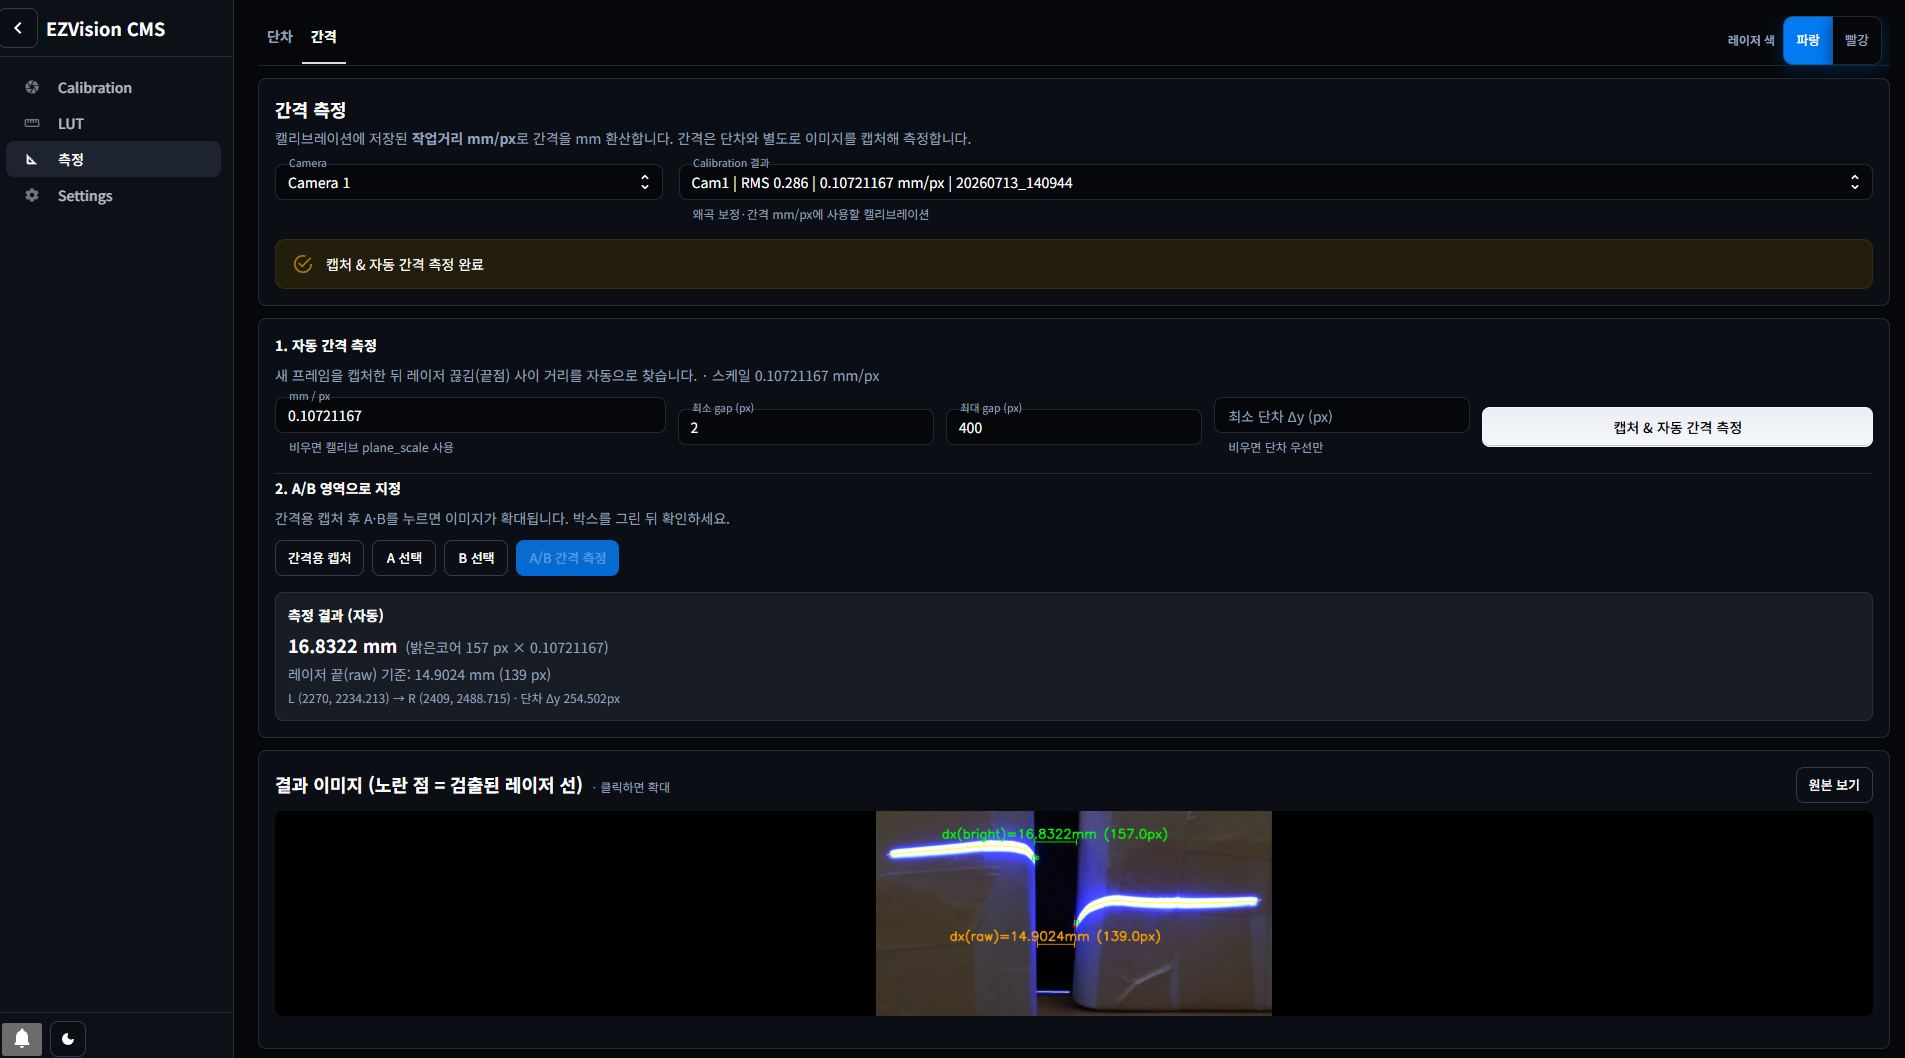 EZVision CMS
Calibration
LUT
측정
Settings
단차 간격
레이저 색 파랑 빨강
간격 측정
캘리브레이션에 저장된 작업거리 mm/px로 간격을 mm 환산합니다. 간격은 단차와 별도로 이미지를 캡처해 측정합니다.
Camera
Camera 1
Calibration 결과
Cam1 | RMS 0.286 | 0.10721167 mm/px | 20260713_140944
왜곡 보정·간격 mm/px에 사용할 캘리브레이션
캡처 & 자동 간격 측정 완료
1. 자동 간격 측정
새 프레임을 캡처한 뒤 레이저 끊김(끝점) 사이 거리를 자동으로 찾습니다. · 스케일 0.10721167 mm/px
mm / px
0.10721167
비우면 캘리브 plane_scale 사용
최소 gap (px)
2
최대 gap (px)
400
최소 단차 Δy (px)
비우면 단차 우선만
캡처 & 자동 간격 측정
2. A/B 영역으로 지정
간격용 캡처 후 A·B를 누르면 이미지가 확대됩니다. 박스를 그린 뒤 확인하세요.
간격용 캡처 A 선택 B 선택 A/B 간격 측정
측정 결과 (자동)
16.8322 mm (밝은코어 157 px × 0.10721167)
레이저 끝(raw) 기준: 14.9024 mm (139 px)
L (2270, 2234.213) → R (2409, 2488.715) · 단차 Δy 254.502px
결과 이미지 (노란 점 = 검출된 레이저 선) · 클릭하면 확대
원본 보기
dx(bright)=16.8322mm (157.0px)
dx(raw)=14.9024mm (139.0px)